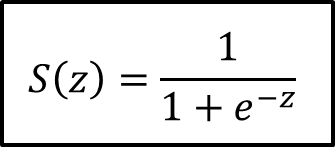 S(z) = 1 / (1 + e^{-z})